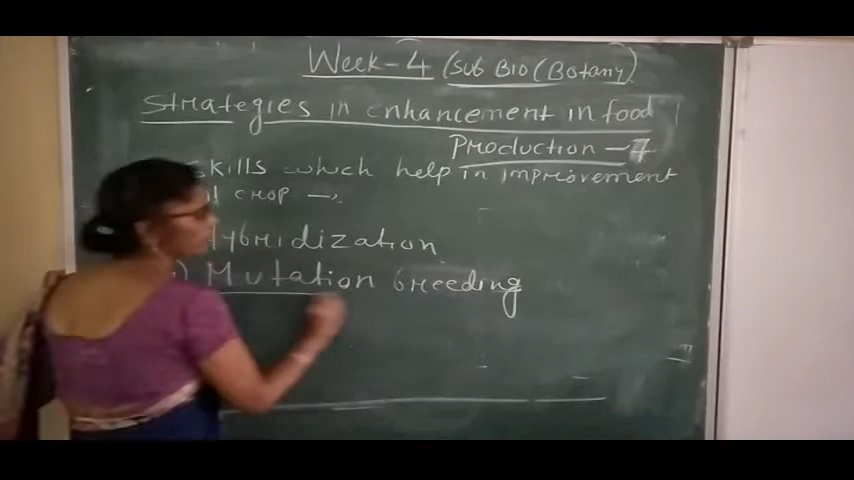 Week-4 (Sub Bio (Botany)
Strategies in enhancement in food
Production - 7
skills which help in improvement
crop →
Hybridization
) Mutation breeding